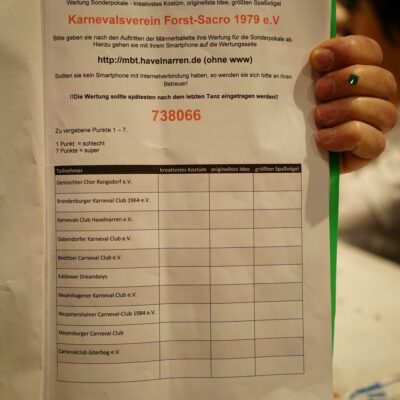 Wertung Sonderpokale - kreativstes Kostüm, originellste Idee, größten Spaßvögel
Karnevalsverein Forst-Sacro 1979 e.V
Bitte geben sie nach den Auftritten der Männerballette ihre Wertung für die Sonderpokale ab.
Hierzu gehen sie mit ihrem Smartphone auf die Wertungsseite
http://mbt.havelnarren.de (ohne www)
Sollten sie kein Smartphone mit Internetverbindung haben, so wenden sie sich bitte an ihren
Betreuer!
!!Die Wertung sollte spätesten nach dem letzten Tanz eingetragen werden!!
738066
Zu vergebene Punkte 1 – 7.
1 Punkt = schlecht
7 Punkte = super
Teilnehmer kreativstes Kostüm originellste Idee größten Spaßvögel
Gemischter Chor Rangsdorf e.V.
Brandenburger Karneval Club 1964 e.V.
Karnevals Club Havelnarren e.V.
Dabendorfer Karneval Club e.V.
Beelitzer Carneval Club e.V.
Kablower Dreamboys
Neuenhagener Karneval Club e.V.
Neupetershainer Carneval-Club 1984 e.V.
Meyenburger Carneval Club
Carnevalclub Jüterbog e.V.